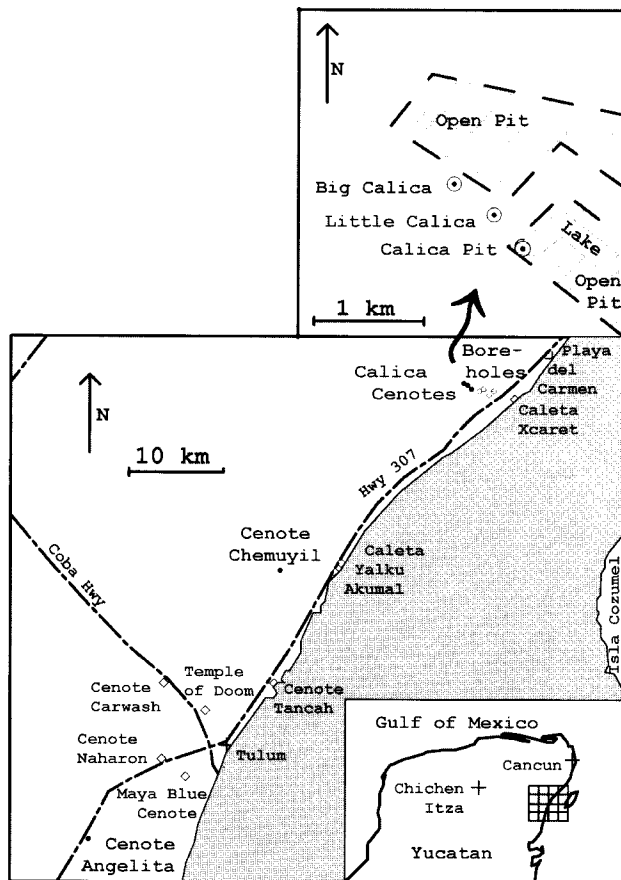 N
Open Pit
Big Calica
Little Calica
Calica Pit
Lake
Open
Pit
1 km
Bore-
holes
Calica
Cenotes
Playa
del
Carmen
Caleta
Xcaret
N
10 km
Hwy 307
Cenote
Chemuyil
Caleta
Yalku
Akumal
Coba Hwy
Isla Cozumel
Temple
of Doom
Cenote
Carwash
Cenote
Tancah
Cenote
Naharon
Tulum
Maya Blue
Cenote
Cenote
Angelita
Gulf of Mexico
Cancun
Chichen
Itza
Yucatan